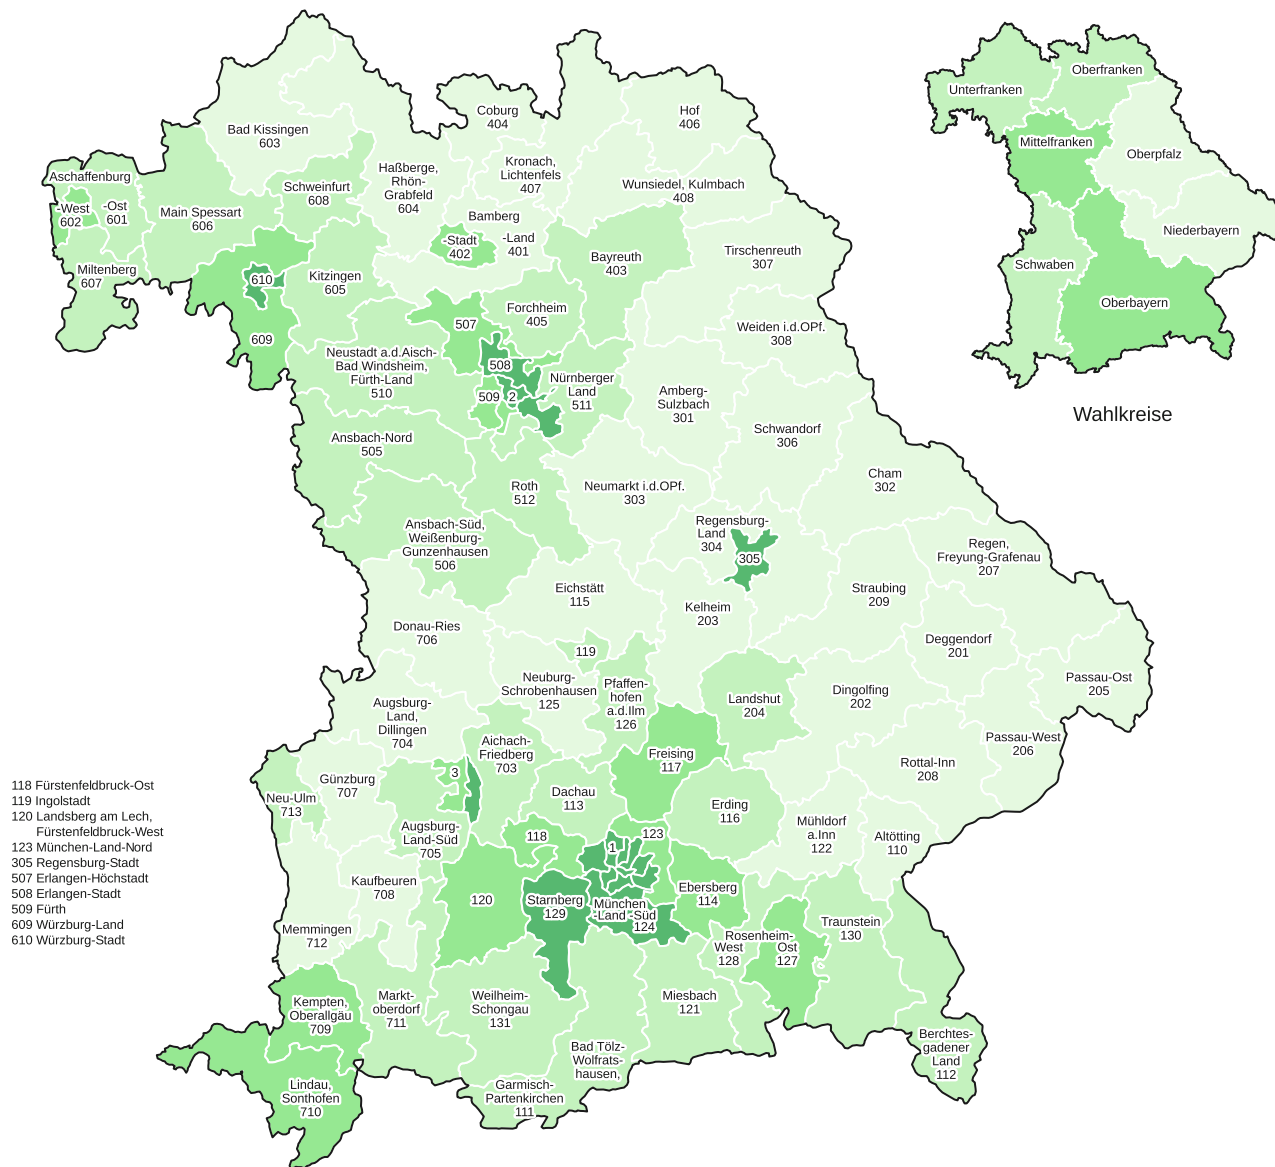 Coburg
404
Hof
406
Bad Kissingen
603
Haßberge,
Rhön-
Grabfeld
604
Kronach,
Lichtenfels
407
Wunsiedel, Kulmbach
408
Aschaffenburg
-West
602
-Ost
601
Main Spessart
606
Schweinfurt
608
Bamberg
-Stadt
402
-Land
401
Bayreuth
403
Tirschenreuth
307
Miltenberg
607
610
Kitzingen
605
Forchheim
405
507
609
Weiden i.d.OPf.
308
Neustadt a.d.Aisch-
Bad Windsheim,
Fürth-Land
510
508
509
2
Nürnberger
Land
511
Amberg-
Sulzbach
301
Schwandorf
306
Ansbach-Nord
505
Cham
302
Roth
512
Neumarkt i.d.OPf.
303
Ansbach-Süd,
Weißenburg-
Gunzenhausen
506
Regensburg-
Land
304
305
Regen,
Freyung-Grafenau
207
Eichstätt
115
Kelheim
203
Straubing
209
Donau-Ries
706
Deggendorf
201
119
Neuburg-
Schrobenhausen
125
Pfaffen-
hofen
a.d.Ilm
126
Landshut
204
Dingolfing
202
Passau-Ost
205
Augsburg-
Land,
Dillingen
704
Aichach-
Friedberg
703
Freising
117
Passau-West
206
Rottal-Inn
208
Günzburg
707
3
Neu-Ulm
713
Dachau
113
Erding
116
Augsburg-
Land-Süd
705
118
1
123
Mühldorf
a.Inn
122
Altötting
110
Kaufbeuren
708
120
Starnberg
129
München
-Land -Süd
124
Ebersberg
114
Memmingen
712
Rosenheim-
West
128
Ost
127
Traunstein
130
Kempten,
Oberallgäu
709
Markt-
oberdorf
711
Weilheim-
Schongau
131
Miesbach
121
Bad Tölz-
Wolfrats-
hausen,
Garmisch-
Partenkirchen
111
Berchtes-
gadener
Land
112
Lindau,
Sonthofen
710
118 Fürstenfeldbruck-Ost
119 Ingolstadt
120 Landsberg am Lech,
Fürstenfeldbruck-West
123 München-Land-Nord
305 Regensburg-Stadt
507 Erlangen-Höchstadt
508 Erlangen-Stadt
509 Fürth
609 Würzburg-Land
610 Würzburg-Stadt
Unterfranken
Oberfranken
Mittelfranken
Oberpfalz
Niederbayern
Schwaben
Oberbayern
Wahlkreise